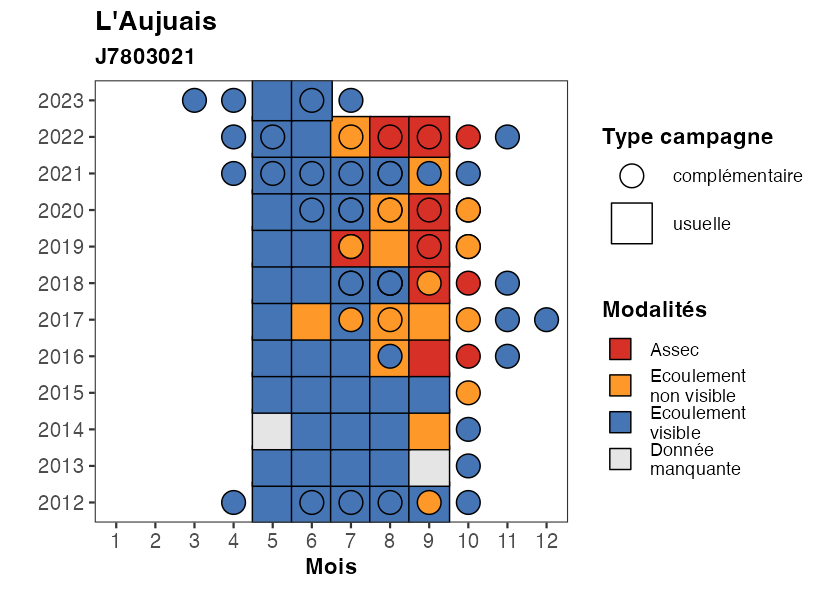 L'Aujuais
J7803021
2023
2022
2021
2020
2019
2018
2017
2016
2015
2014
2013
2012
1 2 3 4 5 6 7 8 9 10 11 12
Mois
Type campagne
complémentaire
usuelle
Modalités
Assec
Ecoulement
non visible
Ecoulement
visible
Donnée
manquante